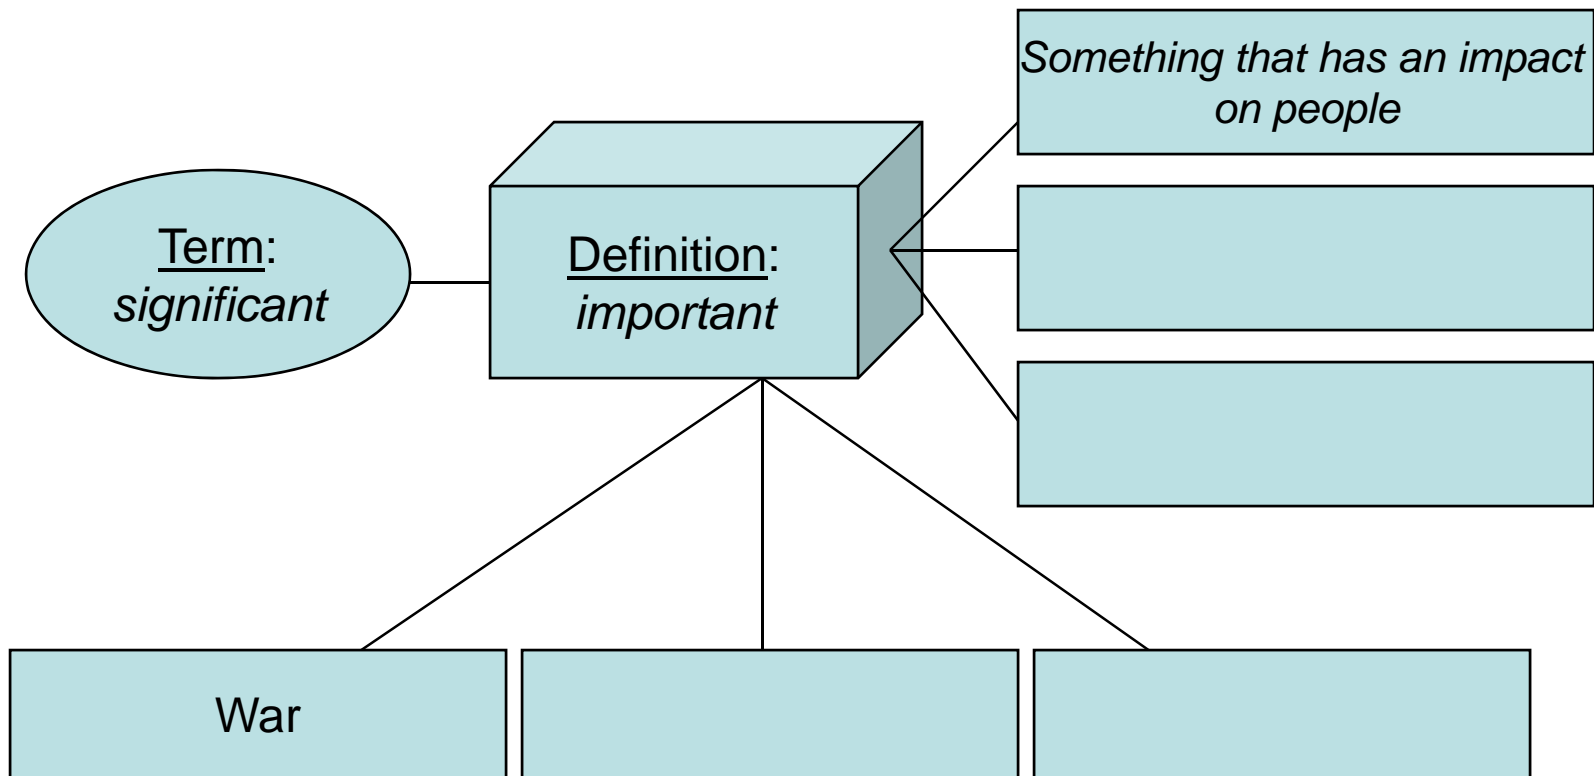 Something that has an impact
on people
Term:
significant
Definition:
important
War